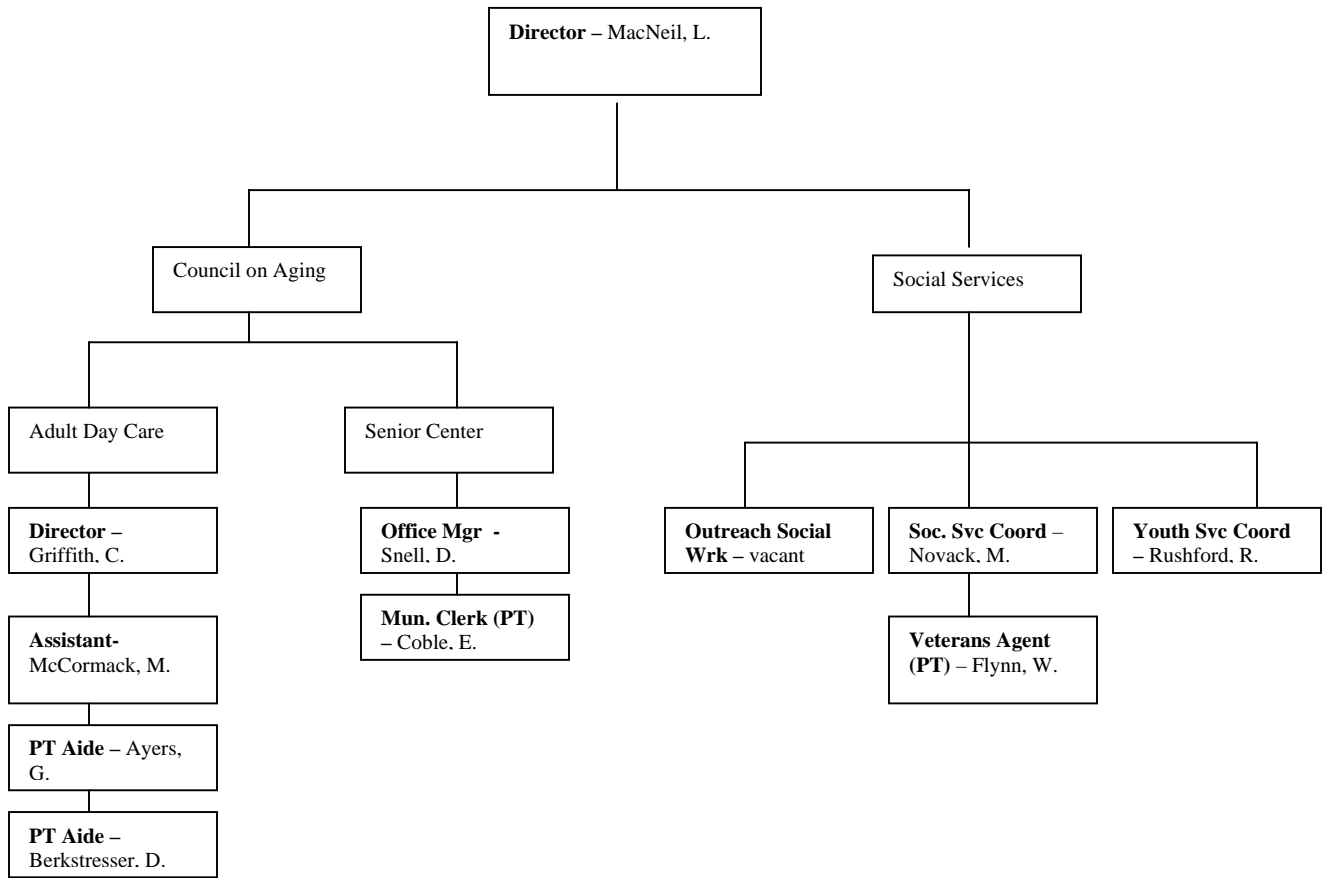 Director – MacNeil, L.
Council on Aging
Social Services
Adult Day Care
Senior Center
Director –
Griffith, C.
Office Mgr -
Snell, D.
Outreach Social
Wrk – vacant
Soc. Svc Coord –
Novack, M.
Youth Svc Coord
– Rushford, R.
Mun. Clerk (PT)
– Coble, E.
Assistant-
McCormack, M.
Veterans Agent
(PT) – Flynn, W.
PT Aide – Ayers,
G.
PT Aide –
Berkstresser, D.